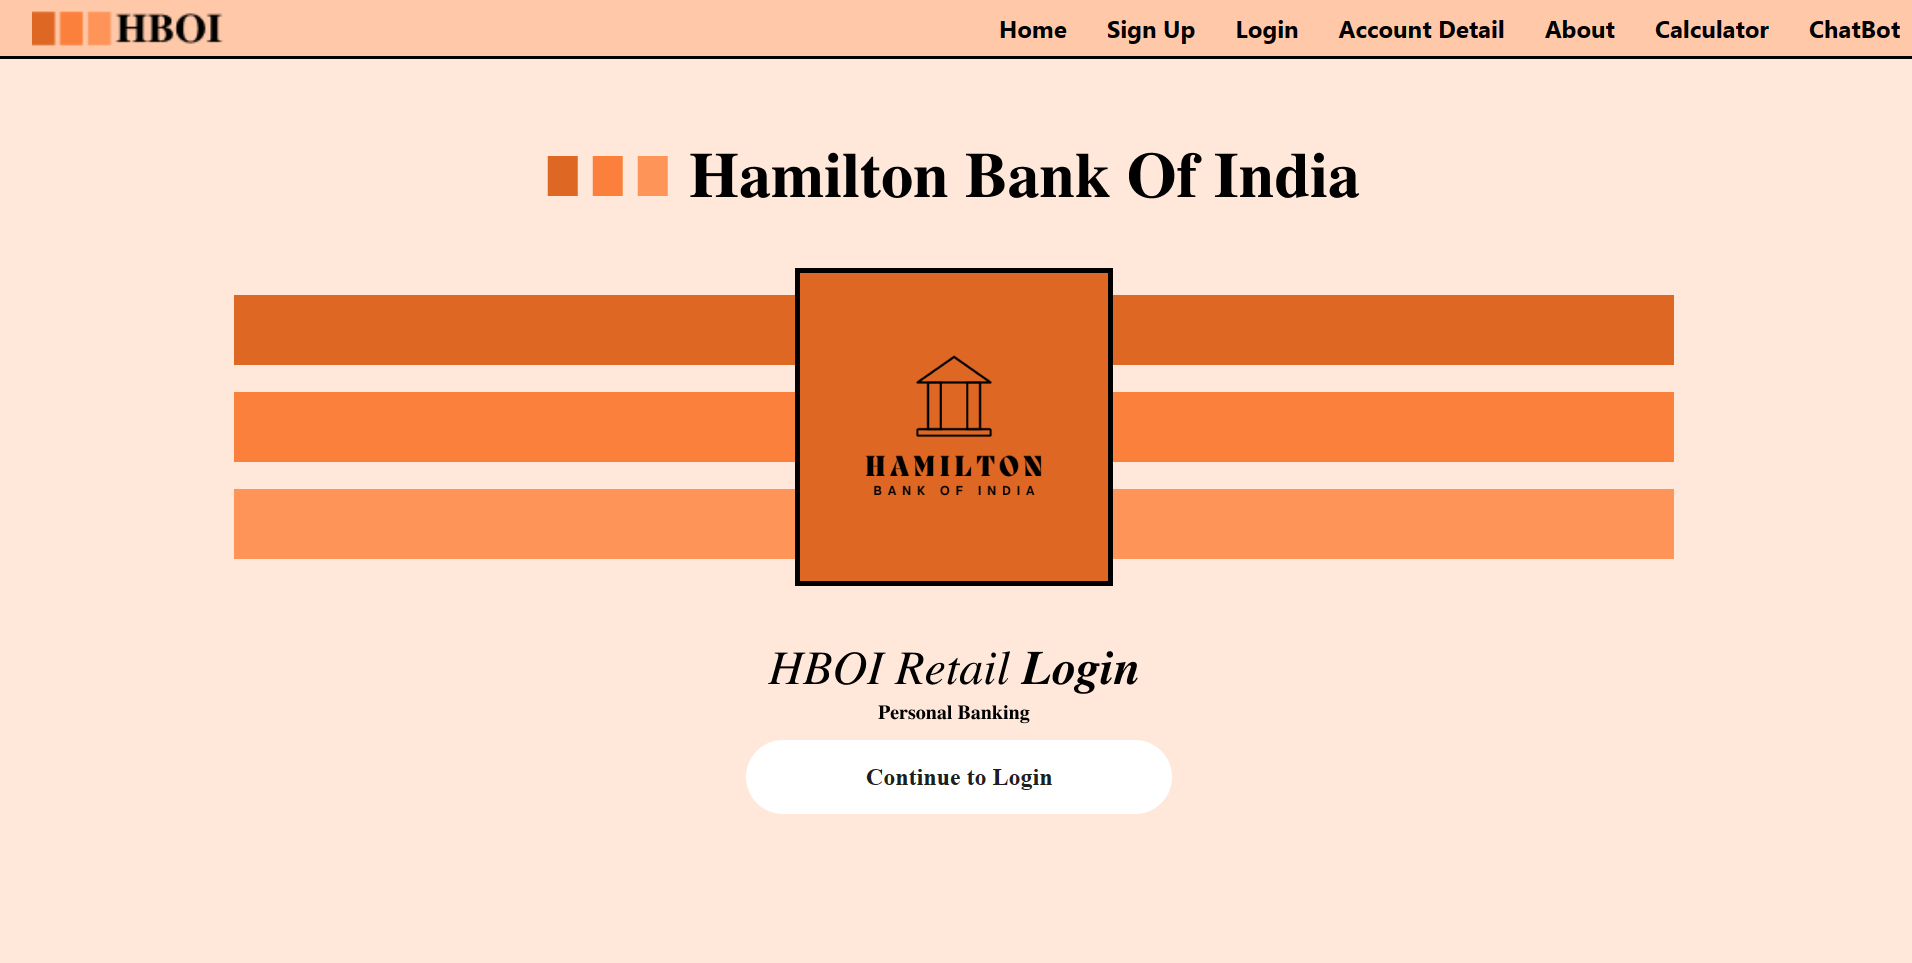 HBOI
Home Sign Up Login Account Detail About Calculator ChatBot
Hamilton Bank Of India
HAMILTON
BANK OF INDIA
HBOI Retail Login
Personal Banking
Continue to Login